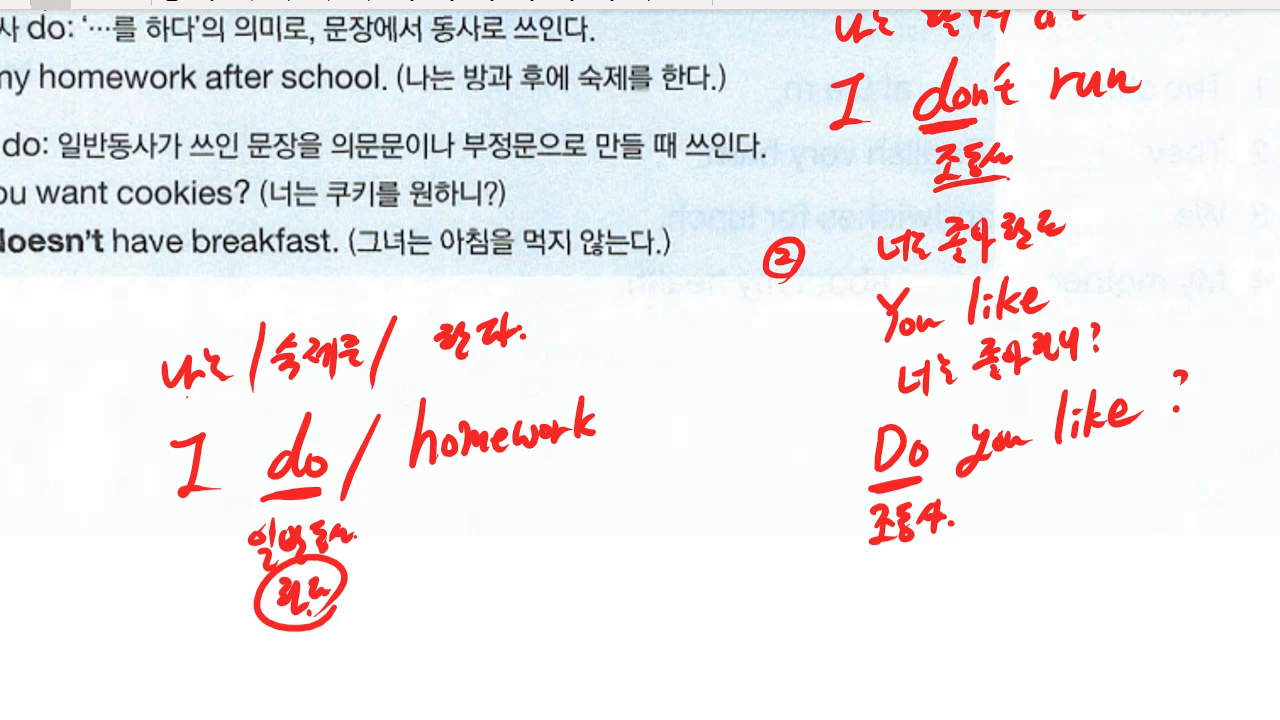 사 do: ‘…를 하다’의 의미로, 문장에서 동사로 쓰인다.
my homework after school. (나는 방과 후에 숙제를 한다.)
do: 일반동사가 쓰인 문장을 의문문이나 부정문으로 만들 때 쓰인다.
ou want cookies? (너는 쿠키를 원하니?)
doesn't have breakfast. (그녀는 아침을 먹지 않는다.)
나는 / 숙제를 / 한다.
I do / homework
일반동사.
한다
나는
I don't run
조동사
② 너는 좋아한다
You like
너는 좋아하니?
Do you like ?
조동사.